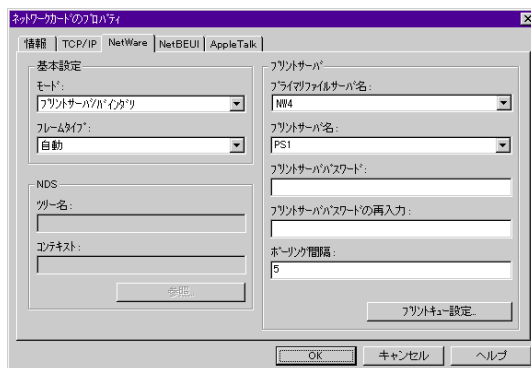 ネットワークカードのプロパティ
情報 TCP/IP NetWare NetBEUI AppleTalk
基本設定
モード:
プリントサーバ/バインダリ
フレームタイプ:
自動
NDS
ツリー名:
コンテキスト:
参照...
プリントサーバ
プライマリファイルサーバ名:
NW4
プリントサーバ名:
PS1
プリントサーバパスワード:
プリントサーバパスワードの再入力:
ポーリング間隔:
5
プリントキュー設定...
OK キャンセル ヘルプ